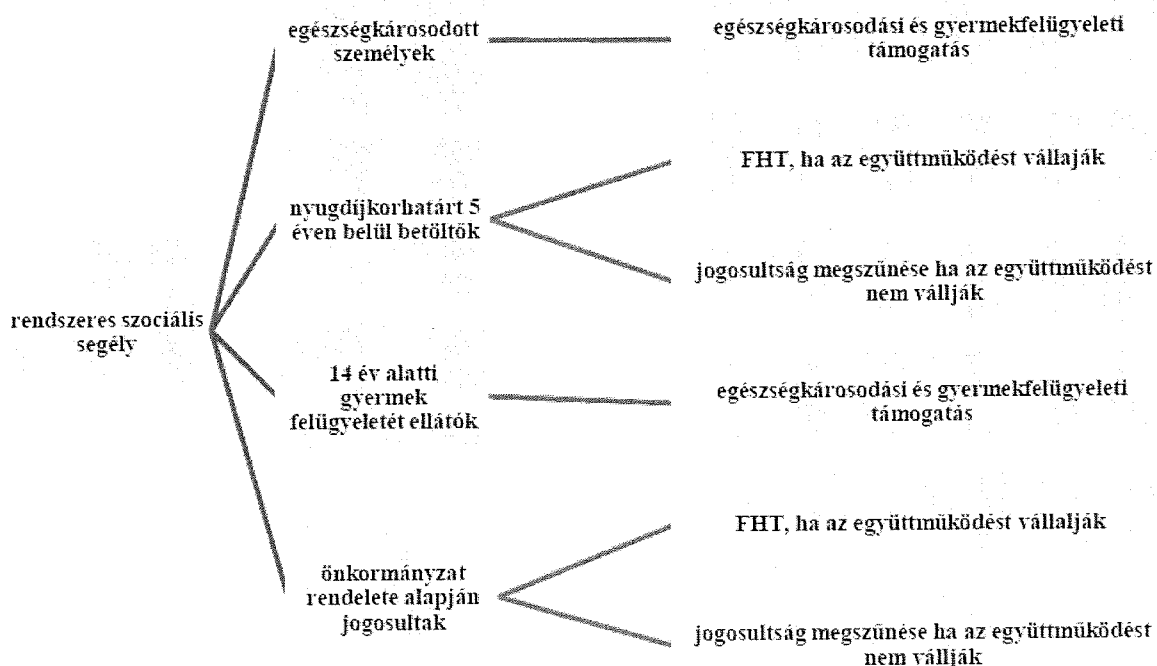 egészségkárosodott
személyek
egészségkárosodási és gyermekfelügyeleti
támogatás
FHT, ha az együttműködést vállaják
nyugdíjkorhatárt 5
éven belül betöltők
jogosultság megszűnése ha az együttműködést
nem vállják
rendszeres szociális
segély
14 év alatti
gyermek
felügyeletét ellátók
egészségkárosodási és gyermekfelügyeleti
támogatás
FHT, ha az együttműködést vállalják
önkormányzat
rendelete alapján
jogosultak
jogosultság megszűnése ha az együttműködést
nem vállják